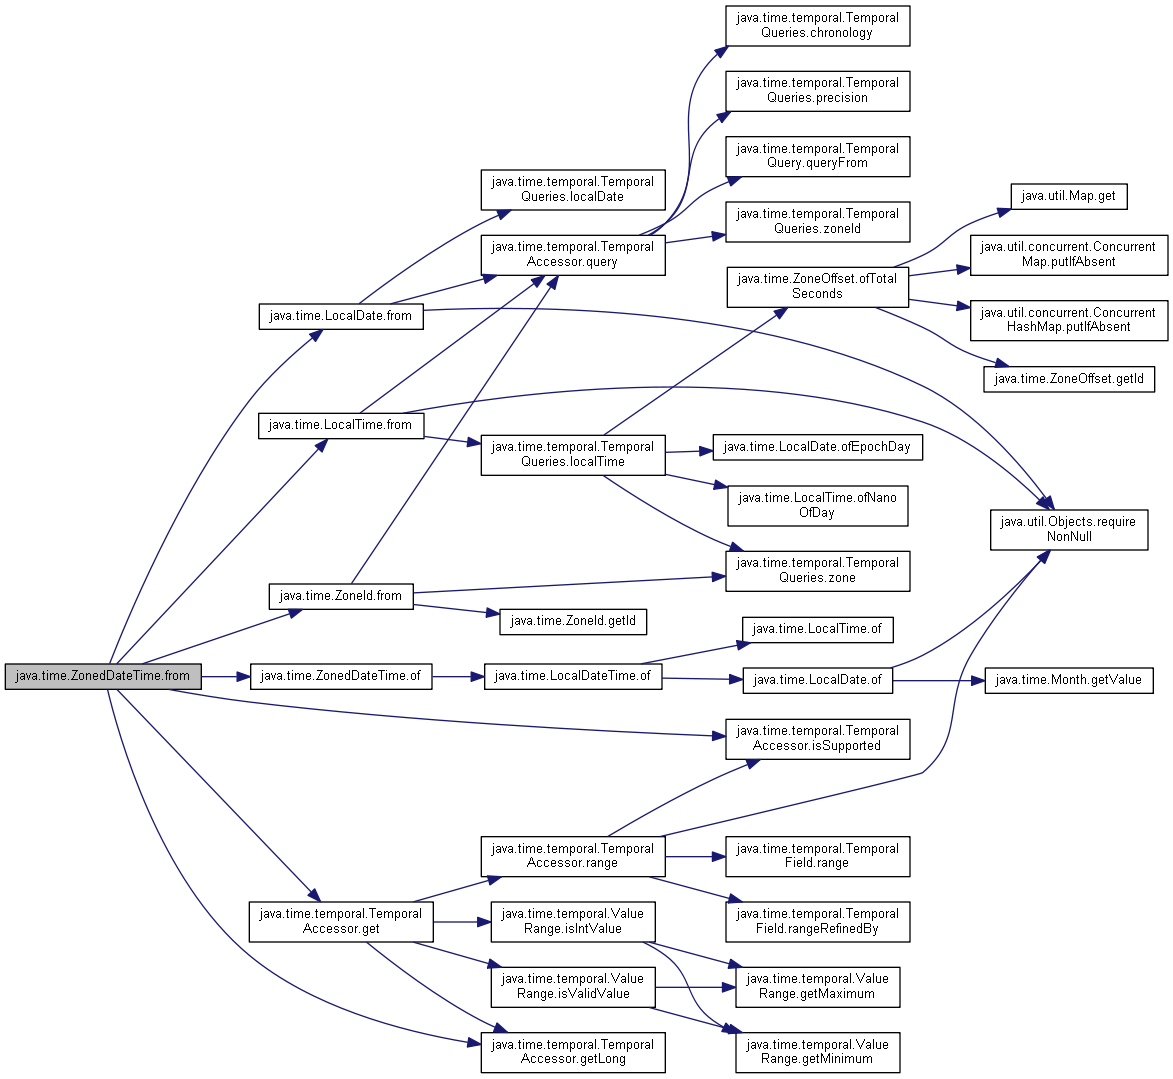 java.time.temporal.Temporal
Queries.chronology
java.time.temporal.Temporal
Queries.precision
java.time.temporal.Temporal
Query.queryFrom
java.time.temporal.Temporal
Queries.localDate
java.util.Map.get
java.time.temporal.Temporal
Queries.zoneId
java.time.temporal.Temporal
Accessor.query
java.util.concurrent.Concurrent
Map.putIfAbsent
java.time.ZoneOffset.ofTotal
Seconds
java.time.LocalDate.from
java.util.concurrent.Concurrent
HashMap.putIfAbsent
java.time.ZoneOffset.getId
java.time.LocalTime.from
java.time.temporal.Temporal
Queries.localTime
java.time.LocalDate.ofEpochDay
java.time.LocalTime.ofNano
OfDay
java.util.Objects.require
NonNull
java.time.temporal.Temporal
Queries.zone
java.time.ZoneId.from
java.time.ZoneId.getId
java.time.LocalTime.of
java.time.ZonedDateTime.from
java.time.ZonedDateTime.of
java.time.LocalDateTime.of
java.time.LocalDate.of
java.time.Month.getValue
java.time.temporal.Temporal
Accessor.isSupported
java.time.temporal.Temporal
Accessor.range
java.time.temporal.Temporal
Field.range
java.time.temporal.Temporal
Accessor.get
java.time.temporal.Value
Range.isIntValue
java.time.temporal.Temporal
Field.rangeRefinedBy
java.time.temporal.Value
Range.isValidValue
java.time.temporal.Value
Range.getMaximum
java.time.temporal.Temporal
Accessor.getLong
java.time.temporal.Value
Range.getMinimum